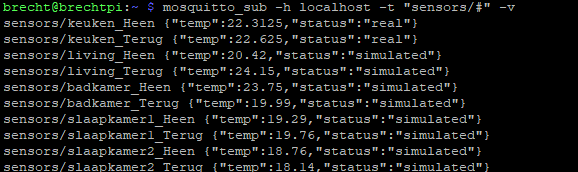 brecht@brechtpi:~ $ mosquitto_sub -h localhost -t "sensors/#" -v
sensors/keuken_Heen {"temp":22.3125,"status":"real"}
sensors/keuken_Terug {"temp":22.625,"status":"real"}
sensors/living_Heen {"temp":20.42,"status":"simulated"}
sensors/living_Terug {"temp":24.15,"status":"simulated"}
sensors/badkamer_Heen {"temp":23.75,"status":"simulated"}
sensors/badkamer_Terug {"temp":19.99,"status":"simulated"}
sensors/slaapkamer1_Heen {"temp":19.29,"status":"simulated"}
sensors/slaapkamer1_Terug {"temp":19.76,"status":"simulated"}
sensors/slaapkamer2_Heen {"temp":18.76,"status":"simulated"}
sensors/slaapkamer2_Terug {"temp":18.14,"status":"simulated"}